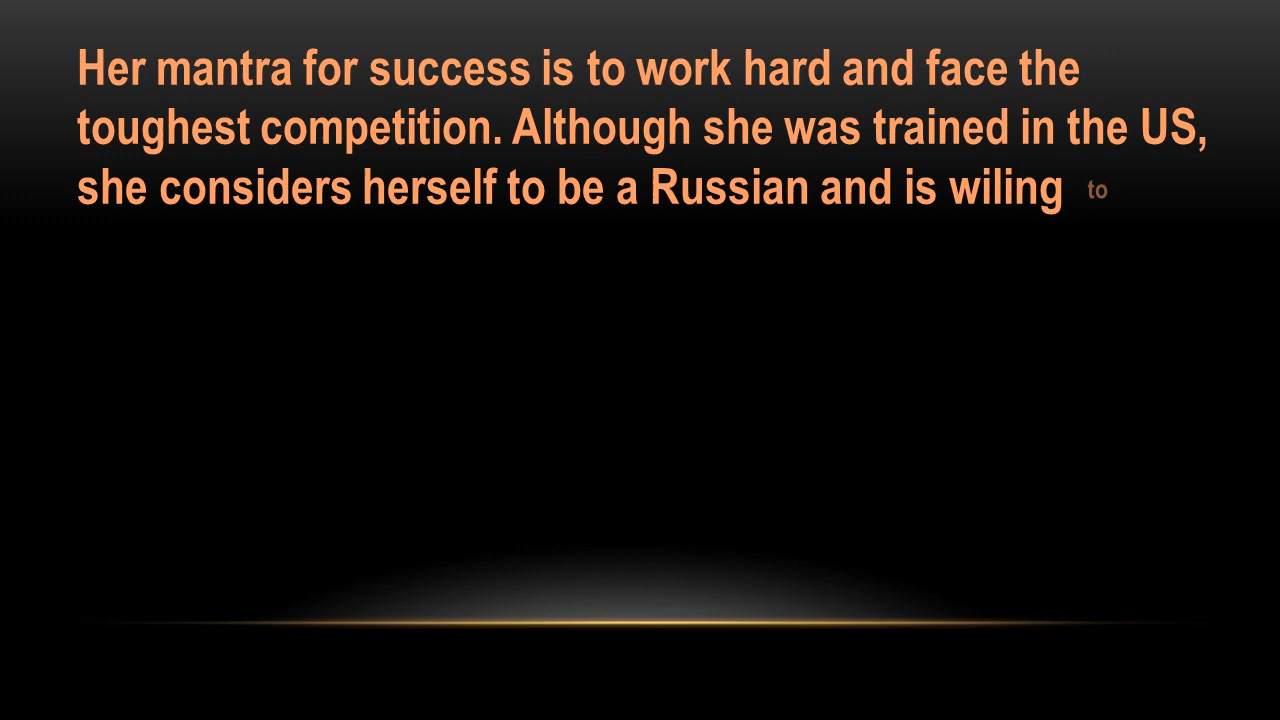 Her mantra for success is to work hard and face the
toughest competition. Although she was trained in the US,
she considers herself to be a Russian and is wiling to